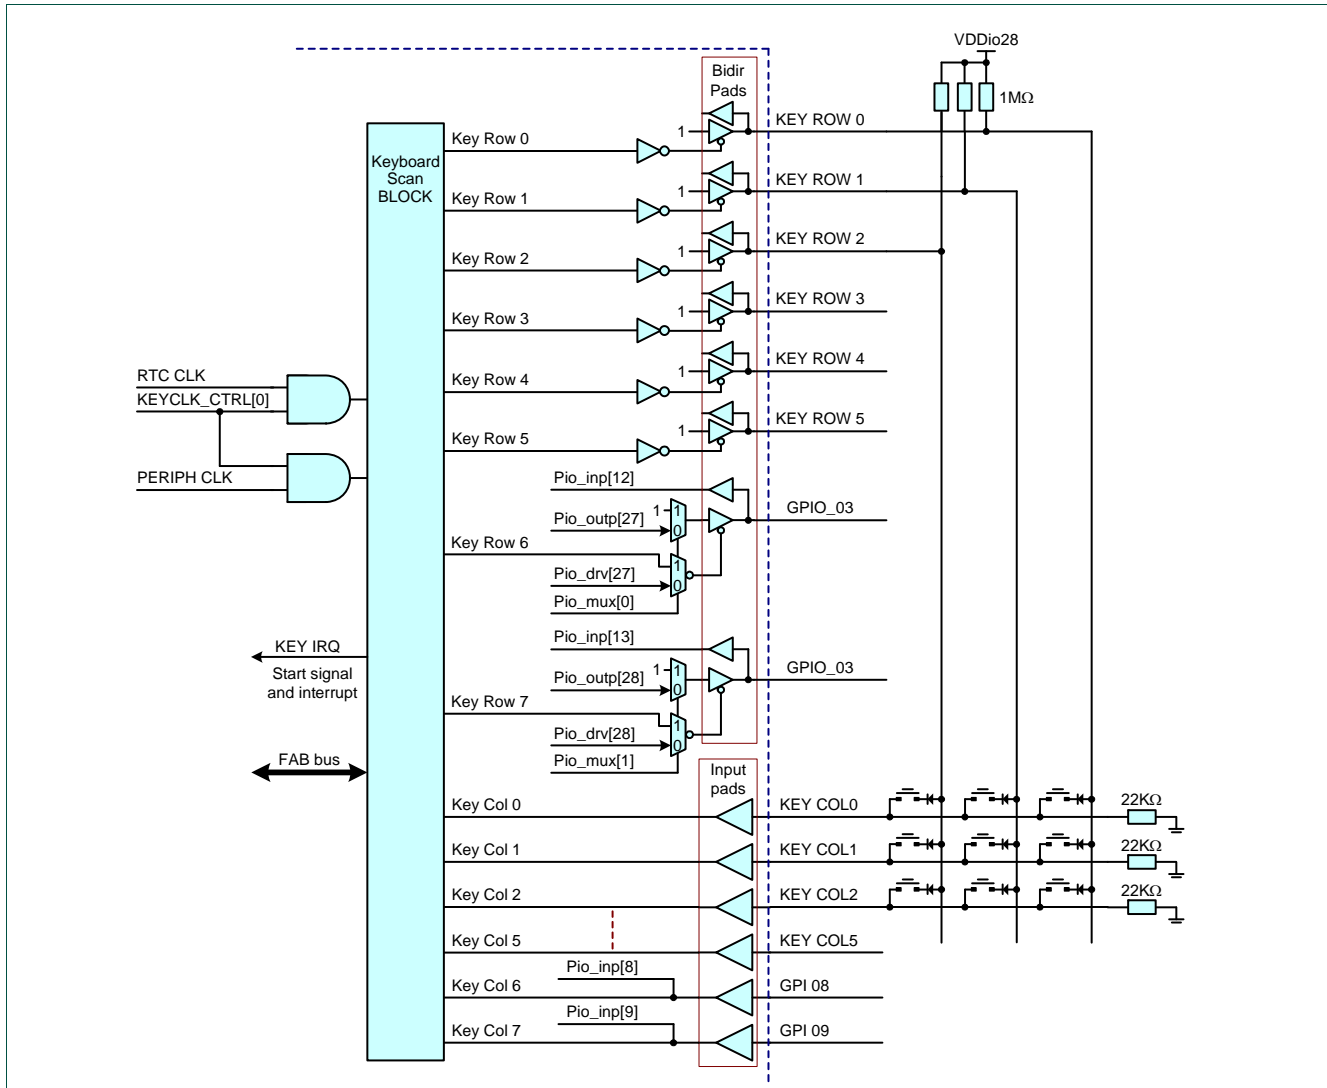 VDDio28
Bidir
Pads
1MΩ
KEY ROW 0
1
Key Row 0
Keyboard
Scan
BLOCK
KEY ROW 1
1
Key Row 1
KEY ROW 2
1
Key Row 2
KEY ROW 3
1
Key Row 3
KEY ROW 4
1
Key Row 4
RTC CLK
KEYCLK_CTRL[0]
KEY ROW 5
1
Key Row 5
PERIPH CLK
Pio_inp[12]
GPIO_03
1
1
Pio_outp[27]
0
Key Row 6
1
Pio_drv[27]
0
Pio_mux[0]
Pio_inp[13]
KEY IRQ
Start signal
and interrupt
GPIO_03
1
1
Pio_outp[28]
0
Key Row 7
1
Pio_drv[28]
0
Pio_mux[1]
FAB bus
Input
pads
Key Col 0
KEY COL0
22KΩ
Key Col 1
KEY COL1
22KΩ
Key Col 2
KEY COL2
22KΩ
Key Col 5
KEY COL5
Pio_inp[8]
Key Col 6
GPI 08
Pio_inp[9]
Key Col 7
GPI 09